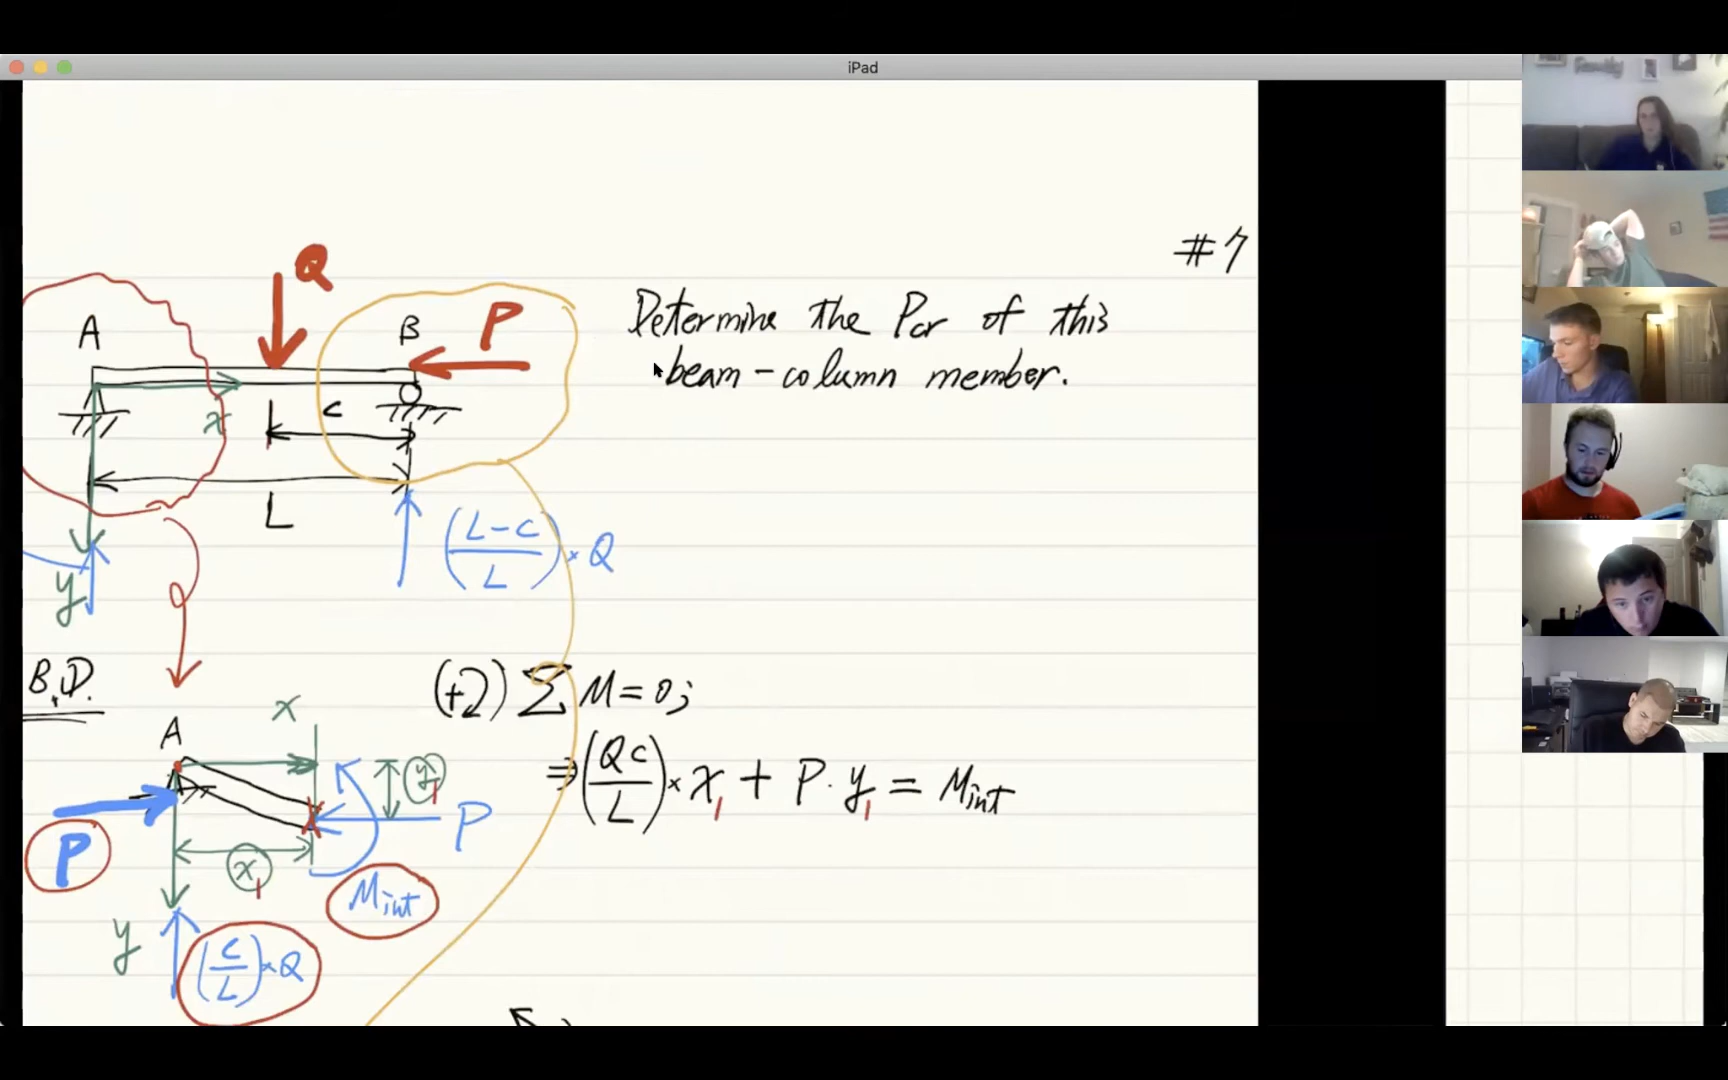 iPad
#7
Q
A
B
P
Determine the Pcr of this
beam-column member.
x
c
L
y
(L-C/L)×Q
B.D.
(+↻) ΣM=0;
x
A
y1
⇒(QC/L)×x1 + P·y1 = Mint
P
P
x1
Mint
y
(C/L)×Q